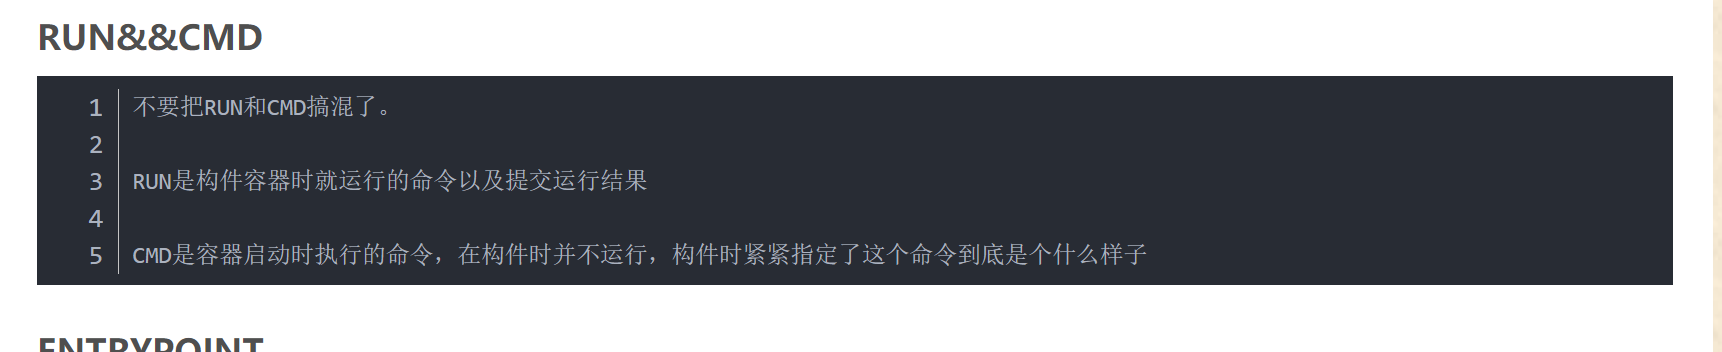 RUN&&CMD
1 不要把RUN和CMD搞混了。
2
3 RUN是构件容器时就运行的命令以及提交运行结果
4
5 CMD是容器启动时执行的命令，在构件时并不运行，构件时紧紧指定了这个命令到底是个什么样子
ENTRYPOINT